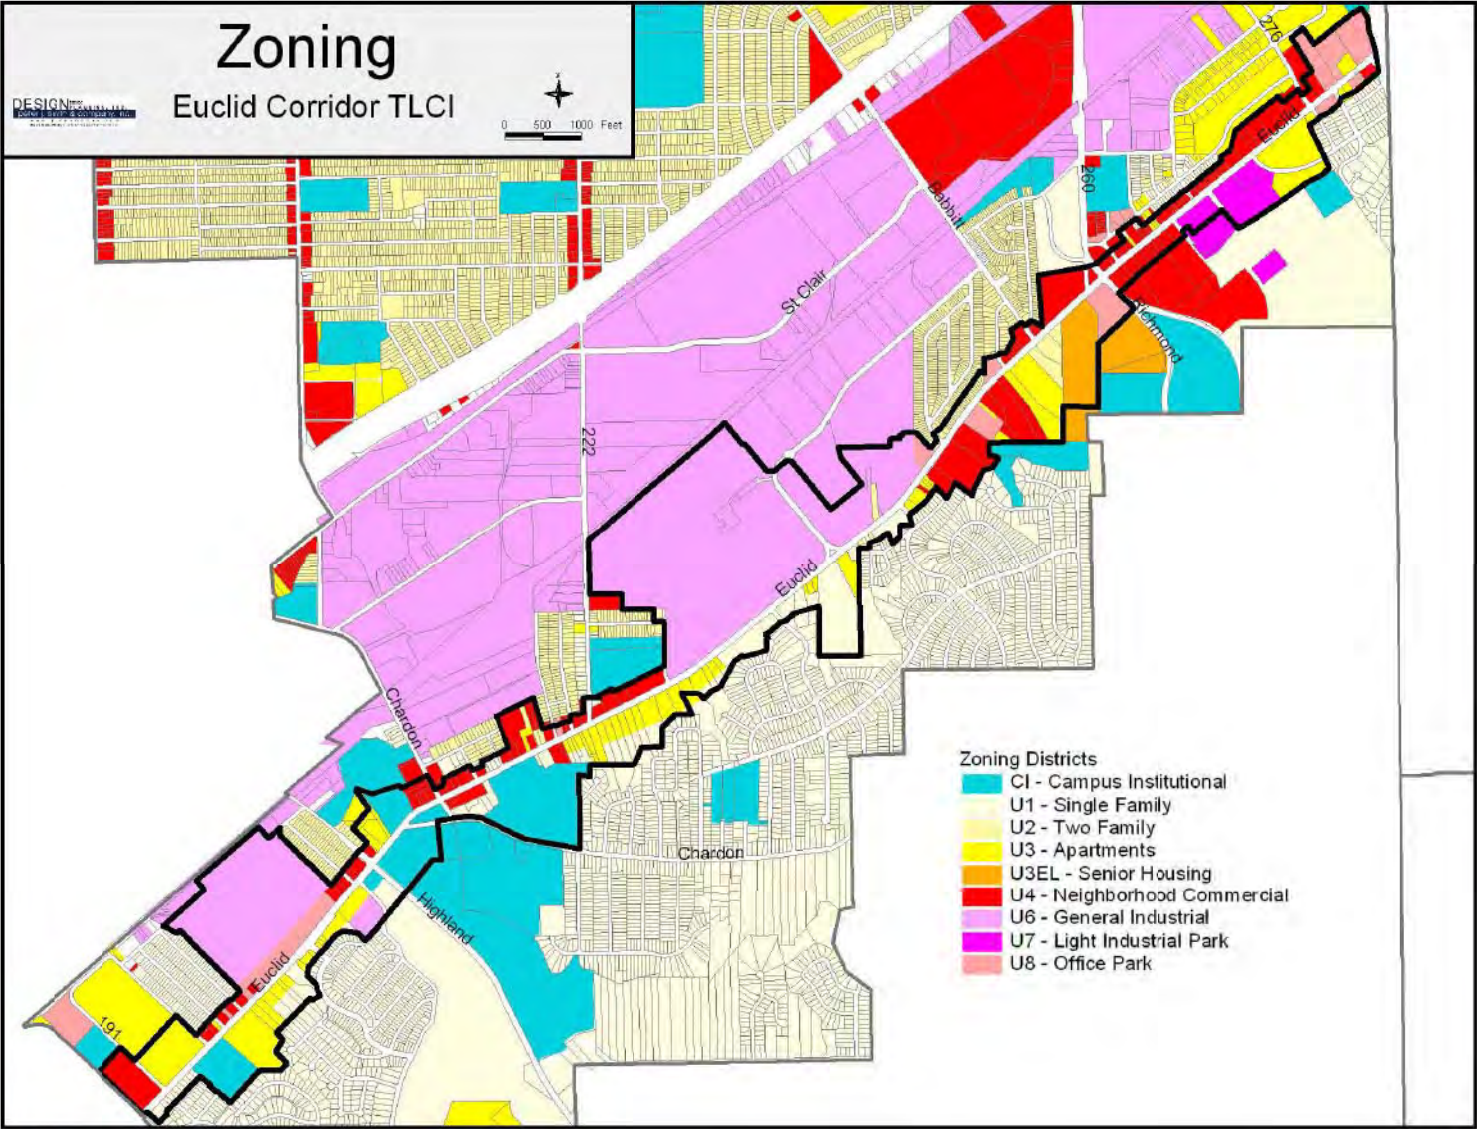 Zoning
Euclid Corridor TLCI
DESIGN
0 500 1000 Feet
276
Euclid
260
Babbitt
St Clair
Richmond
222
Euclid
Chardon
Chardon
Highland
Euclid
191
Zoning Districts
CI - Campus Institutional
U1 - Single Family
U2 - Two Family
U3 - Apartments
U3EL - Senior Housing
U4 - Neighborhood Commercial
U6 - General Industrial
U7 - Light Industrial Park
U8 - Office Park